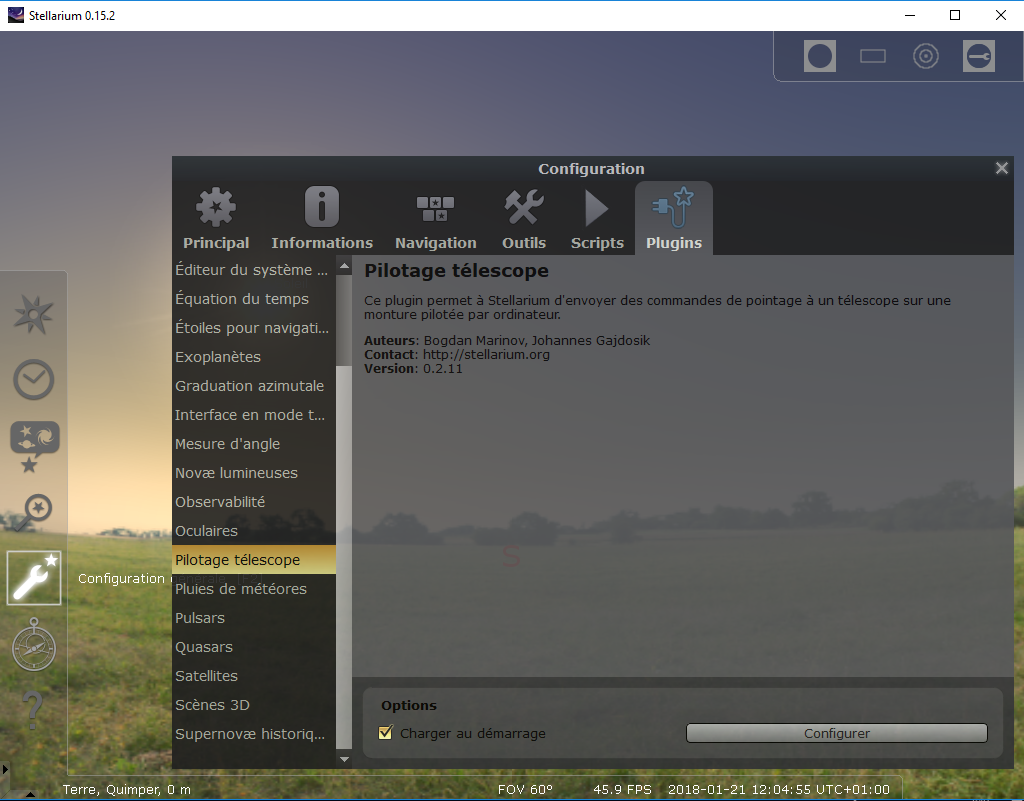 Stellarium 0.15.2
Configuration
Principal
Informations
Navigation
Outils
Scripts
Plugins
Éditeur du système ...
Équation du temps
Étoiles pour navigati...
Exoplanètes
Graduation azimutale
Interface en mode t...
Mesure d'angle
Novæ lumineuses
Observabilité
Oculaires
Pilotage télescope
Pluies de météores
Pulsars
Quasars
Satellites
Scènes 3D
Supernovæ historiq...
Pilotage télescope
Ce plugin permet à Stellarium d'envoyer des commandes de pointage à un télescope sur une
monture pilotée par ordinateur.
Auteurs: Bogdan Marinov, Johannes Gajdosik
Contact: http://stellarium.org
Version: 0.2.11
S
Options
Charger au démarrage
Configurer
Configuration
Terre, Quimper, 0 m
FOV 60°
45.9 FPS
2018-01-21 12:04:55 UTC+01:00